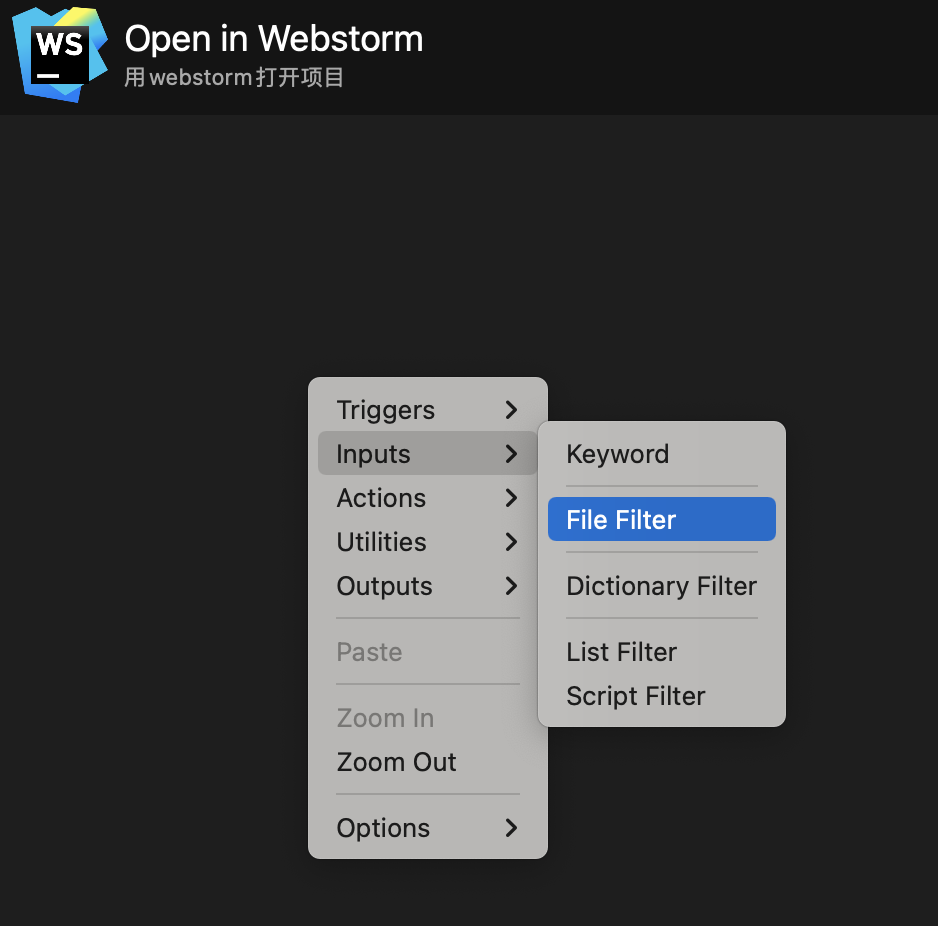 WS
Open in Webstorm
用webstorm打开项目
Triggers
Inputs
Actions
Utilities
Outputs
Paste
Zoom In
Zoom Out
Options
Keyword
File Filter
Dictionary Filter
List Filter
Script Filter